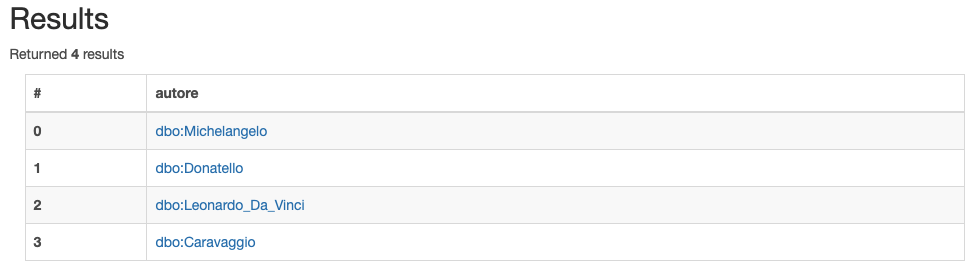 Results
Returned 4 results
# autore
0 dbo:Michelangelo
1 dbo:Donatello
2 dbo:Leonardo_Da_Vinci
3 dbo:Caravaggio